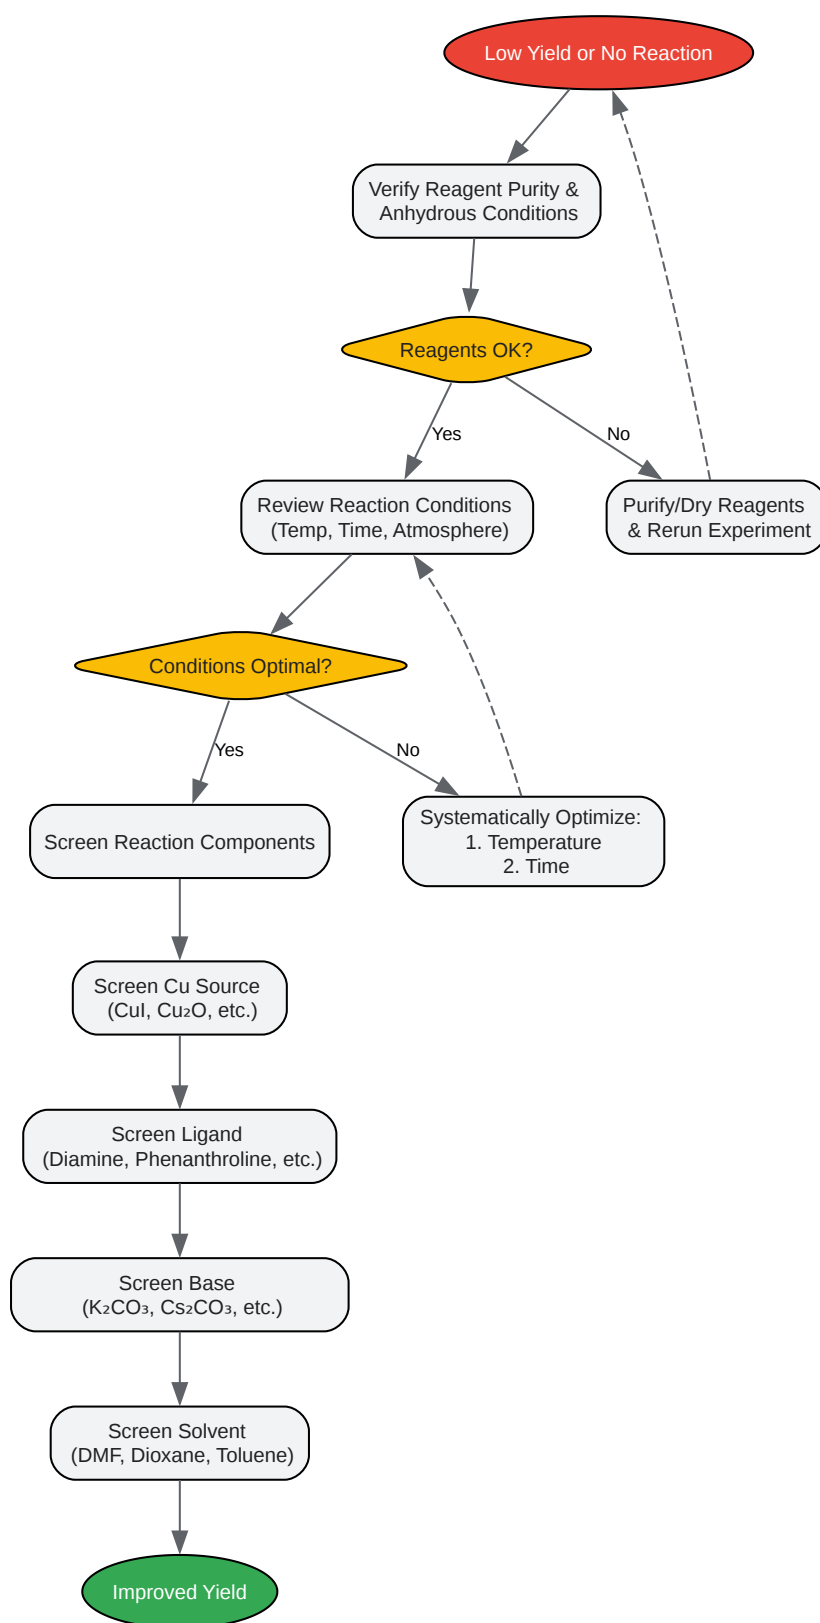 Low Yield or No Reaction
Verify Reagent Purity &
Anhydrous Conditions
Reagents OK?
Yes
No
Review Reaction Conditions
(Temp, Time, Atmosphere)
Purify/Dry Reagents
& Rerun Experiment
Conditions Optimal?
Yes
No
Screen Reaction Components
Systematically Optimize:
1. Temperature
2. Time
Screen Cu Source
(CuI, Cu₂O, etc.)
Screen Ligand
(Diamine, Phenanthroline, etc.)
Screen Base
(K₂CO₃, Cs₂CO₃, etc.)
Screen Solvent
(DMF, Dioxane, Toluene)
Improved Yield